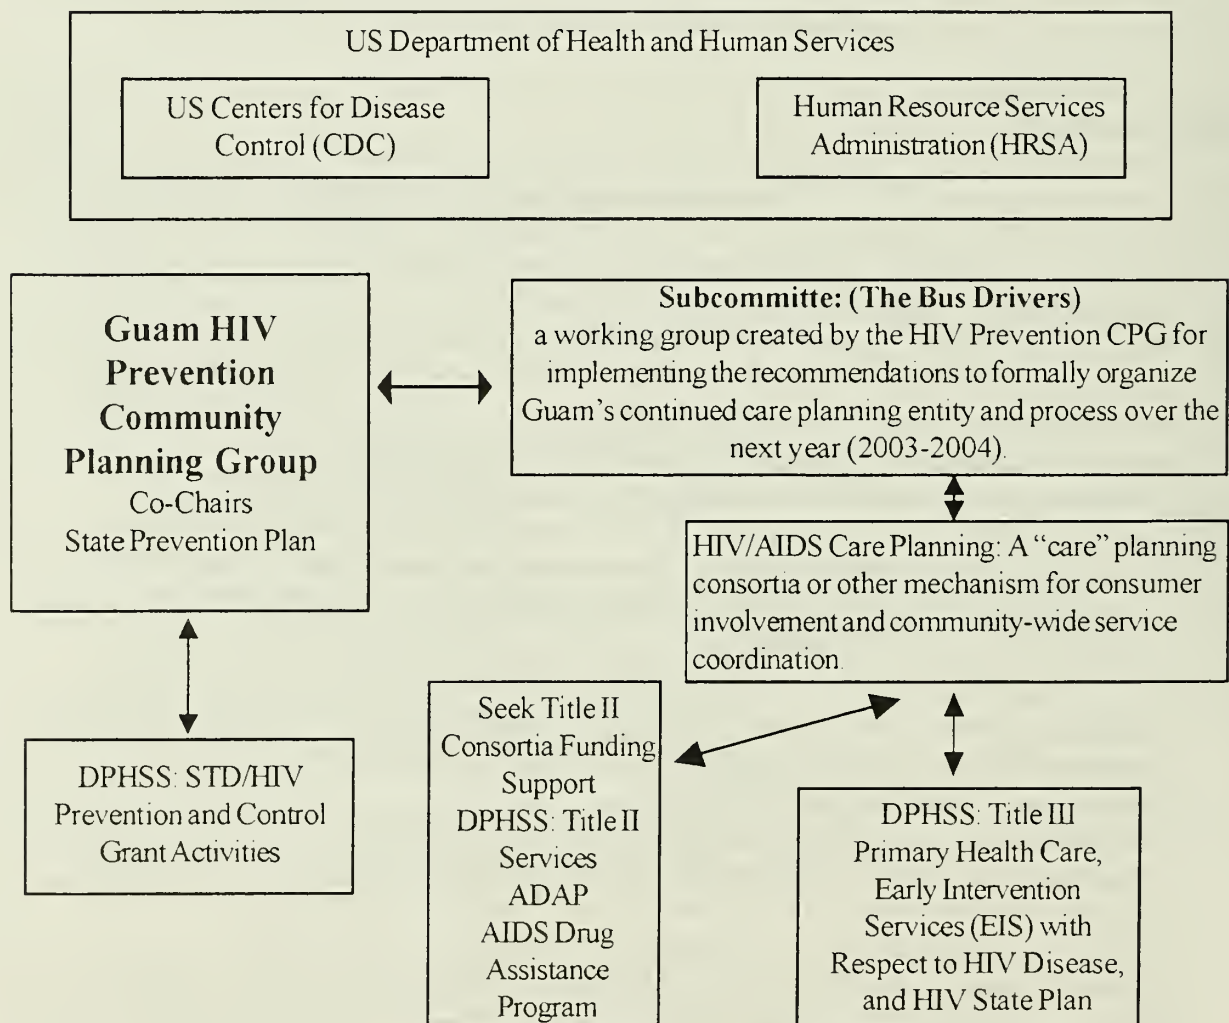 US Department of Health and Human Services
US Centers for Disease
Control (CDC)
Human Resource Services
Administration (HRSA)
Guam HIV
Prevention
Community
Planning Group
Co-Chairs
State Prevention Plan
Subcommitte: (The Bus Drivers)
a working group created by the HIV Prevention CPG for
implementing the recommendations to formally organize
Guam's continued care planning entity and process over the
next year (2003-2004).
HIV/AIDS Care Planning: A “care” planning
consortia or other mechanism for consumer
involvement and community-wide service
coordination.
Seek Title II
Consortia Funding
Support
DPHSS: Title II
Services
ADAP
AIDS Drug
Assistance
Program
DPHSS: STD/HIV
Prevention and Control
Grant Activities
DPHSS: Title III
Primary Health Care,
Early Intervention
Services (EIS) with
Respect to HIV Disease,
and HIV State Plan